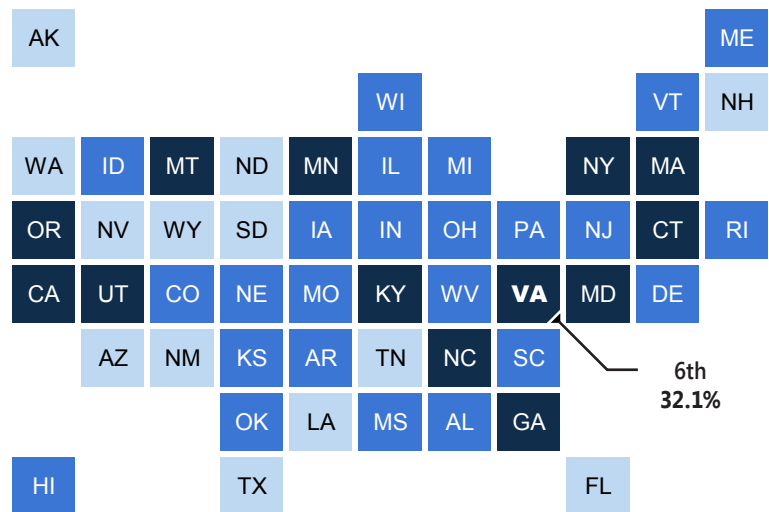 AK ME
WI VT NH
WA ID MT ND MN IL MI NY MA
OR NV WY SD IA IN OH PA NJ CT RI
CA UT CO NE MO KY WV VA MD DE
AZ NM KS AR TN NC SC
6th
32.1%
OK LA MS AL GA
HI TX FL